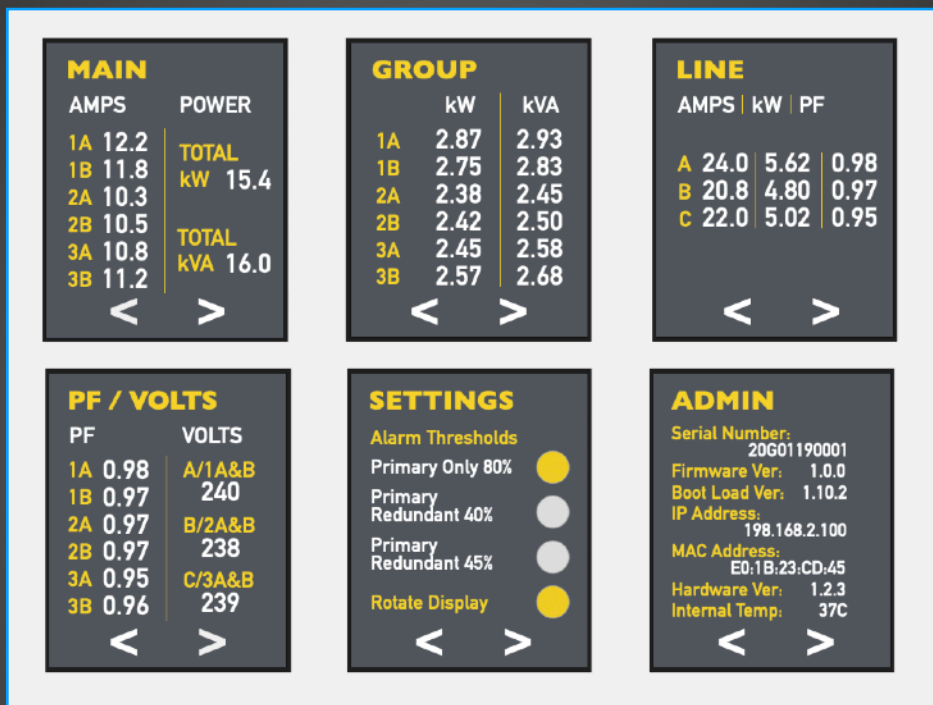 MAIN
AMPS POWER
1A 12.2
1B 11.8
2A 10.3
2B 10.5
3A 10.8
3B 11.2
TOTAL
kW 15.4
TOTAL
kVA 16.0
< >
GROUP
kW kVA
1A 2.87 2.93
1B 2.75 2.83
2A 2.38 2.45
2B 2.42 2.50
3A 2.45 2.58
3B 2.57 2.68
< >
LINE
AMPS | kW | PF
A 24.0 5.62 0.98
B 20.8 4.80 0.97
C 22.0 5.02 0.95
< >
PF / VOLTS
PF VOLTS
1A 0.98
1B 0.97
2A 0.97
2B 0.97
3A 0.95
3B 0.96
A/1A&B
240
B/2A&B
238
C/3A&B
239
< >
SETTINGS
Alarm Thresholds
Primary Only 80%
Primary
Redundant 40%
Primary
Redundant 45%
Rotate Display
< >
ADMIN
Serial Number:
20G01190001
Firmware Ver: 1.0.0
Boot Load Ver: 1.10.2
IP Address:
198.168.2.100
MAC Address:
E0:1B:23:CD:45
Hardware Ver: 1.2.3
Internal Temp: 37C
< >